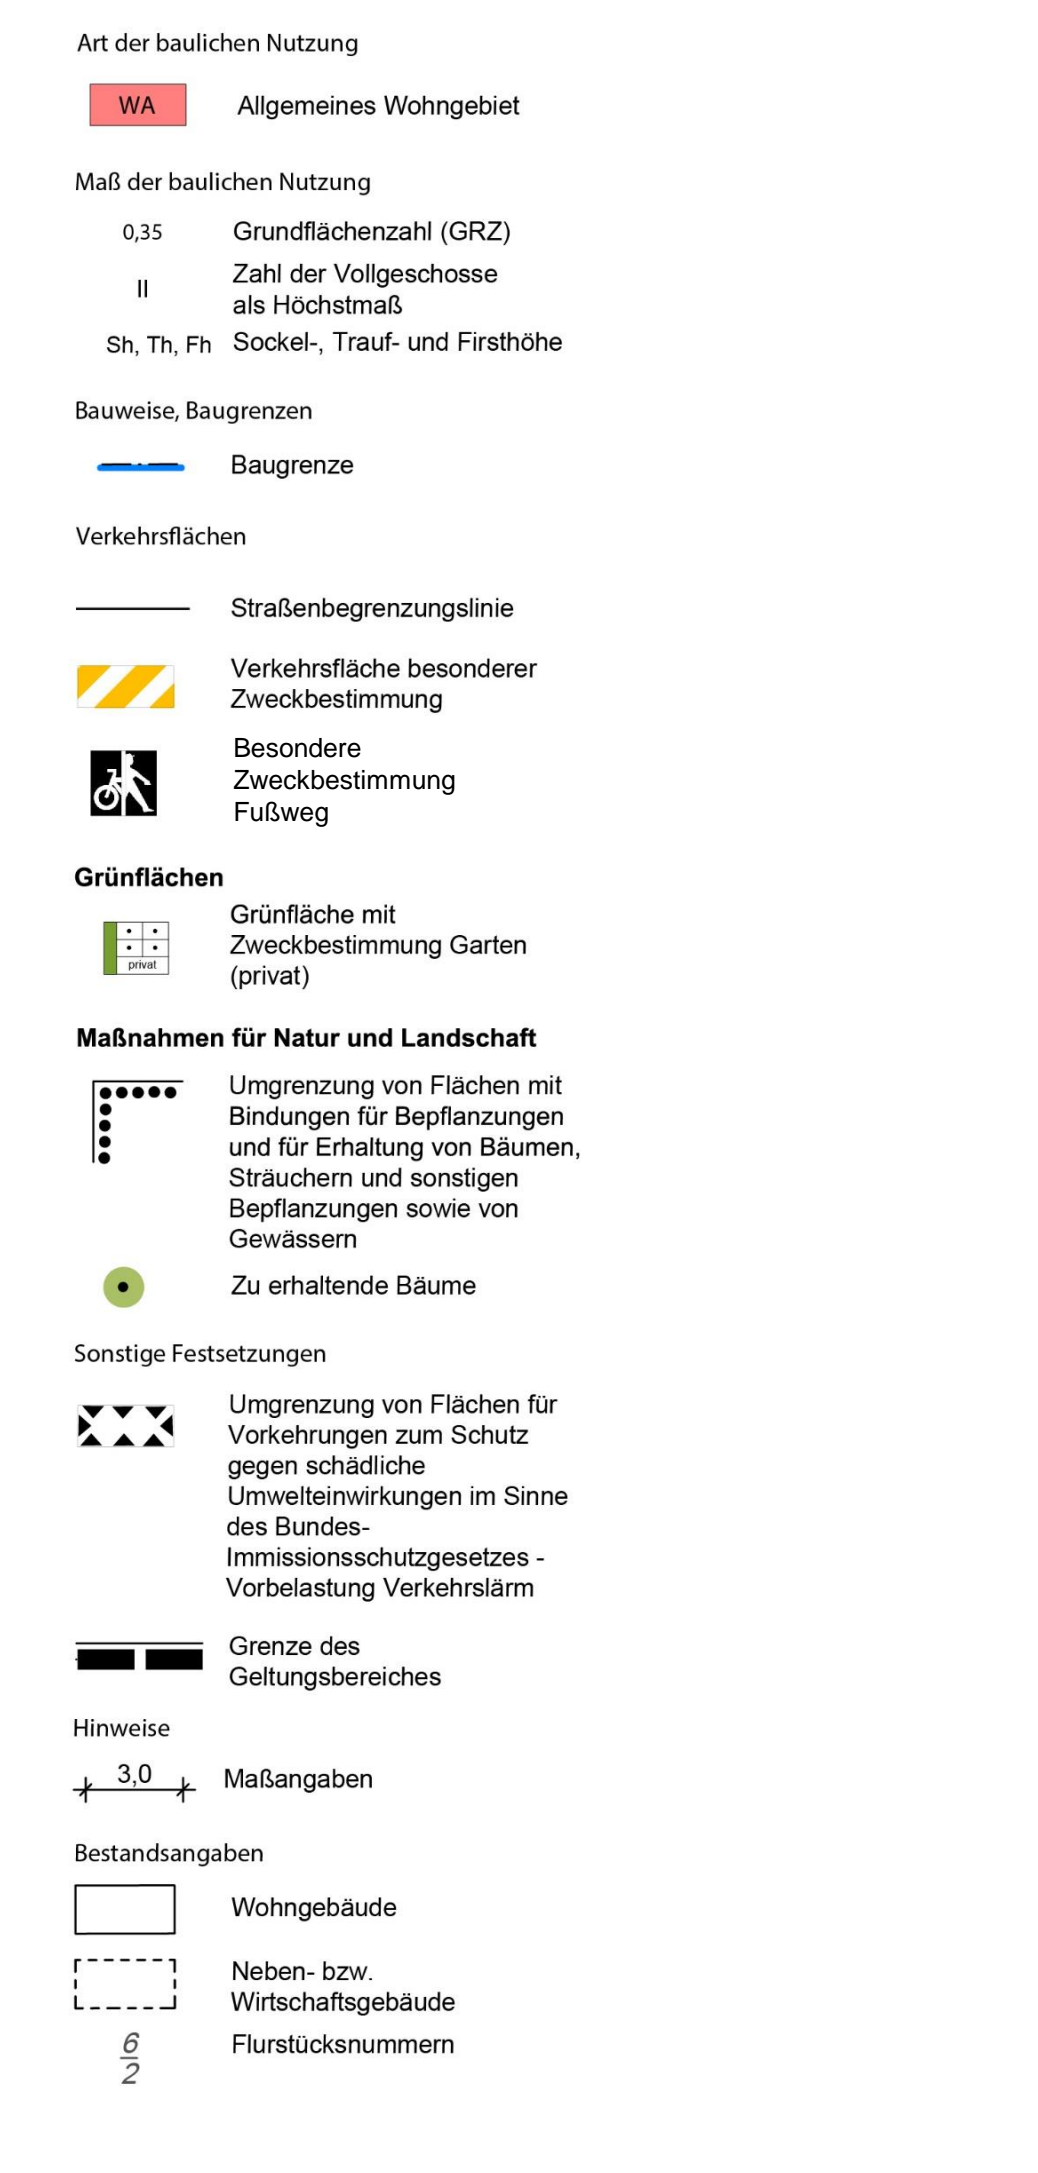 Art der baulichen Nutzung
WA Allgemeines Wohngebiet
Maß der baulichen Nutzung
0,35 Grundflächenzahl (GRZ)
II Zahl der Vollgeschosse
als Höchstmaß
Sh, Th, Fh Sockel-, Trauf- und Firsthöhe
Bauweise, Baugrenzen
Baugrenze
Verkehrsflächen
Straßenbegrenzungslinie
Verkehrsfläche besonderer
Zweckbestimmung
Besondere
Zweckbestimmung
Fußweg
Grünflächen
Grünfläche mit
Zweckbestimmung Garten
privat
(privat)
Maßnahmen für Natur und Landschaft
Umgrenzung von Flächen mit
Bindungen für Bepflanzungen
und für Erhaltung von Bäumen,
Sträuchern und sonstigen
Bepflanzungen sowie von
Gewässern
Zu erhaltende Bäume
Sonstige Festsetzungen
Umgrenzung von Flächen für
Vorkehrungen zum Schutz
gegen schädliche
Umwelteinwirkungen im Sinne
des Bundes-
Immissionsschutzgesetzes -
Vorbelastung Verkehrslärm
Grenze des
Geltungsbereiches
Hinweise
3,0 Maßangaben
Bestandsangaben
Wohngebäude
Neben- bzw.
Wirtschaftsgebäude
6 Flurstücksnummern
2